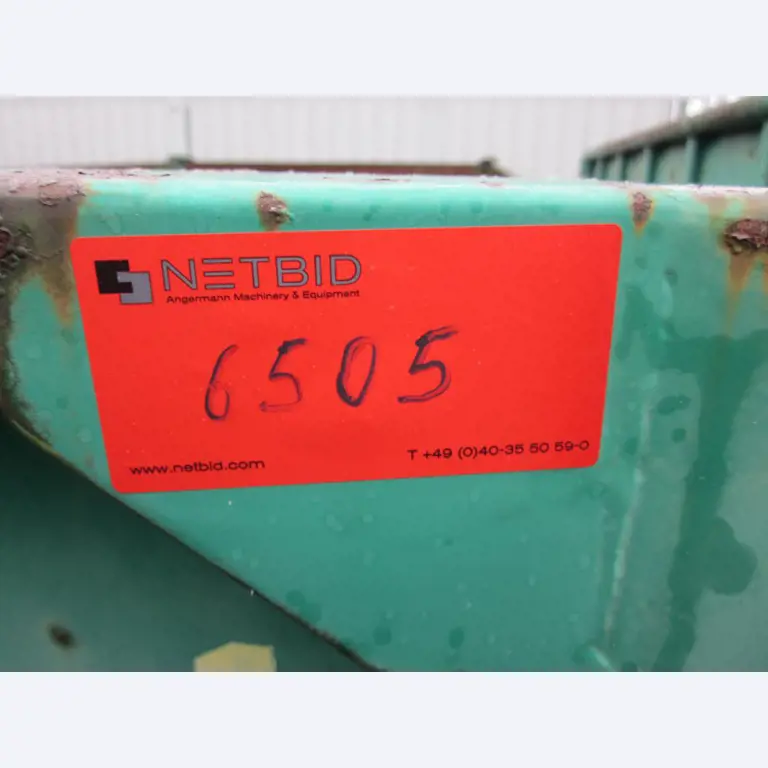 NETBID
Angermann Machinery & Equipment
6505
www.netbid.com
T +49 (0)40-35 50 59-0